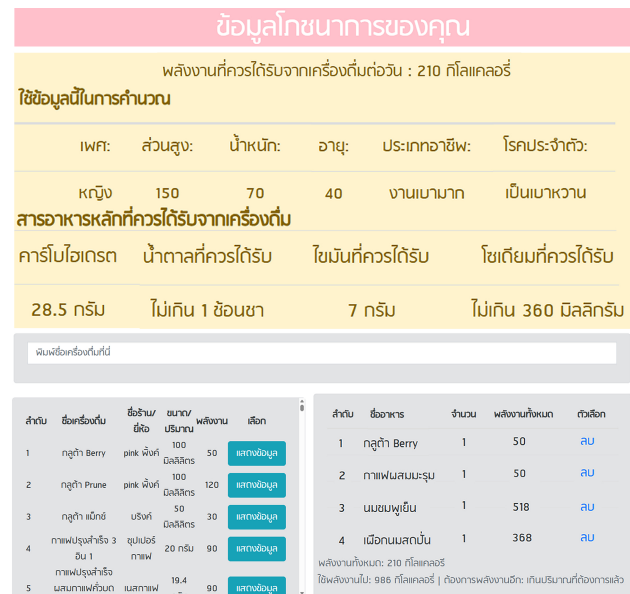 ข้อมูลโภชนาการของคุณ
พลังงานที่ควรได้รับจากเครื่องดื่มต่อวัน : 210 กิโลแคลอรี่
ใช้ข้อมูลนี้ในการคำนวณ
เพศ: ส่วนสูง: น้ำหนัก: อายุ: ประเภทอาชีพ: โรคประจำตัว:
หญิง 150 70 40 งานเบามาก เป็นเบาหวาน
สารอาหารหลักที่ควรได้รับจากเครื่องดื่ม
คาร์โบไฮเดรต น้ำตาลที่ควรได้รับ ไขมันที่ควรได้รับ โซเดียมที่ควรได้รับ
28.5 กรัม ไม่เกิน 1 ช้อนชา 7 กรัม ไม่เกิน 360 มิลลิกรัม
พิมพ์ชื่อเครื่องดื่มที่นี่
ลำดับ ชื่อเครื่องดื่ม ชื่อร้าน/ยี่ห้อ ขนาด/ปริมาณ พลังงาน เลือก
1 กลูต้า Berry pink พิ้งค์ 100 มิลลิลิตร 50 แสดงข้อมูล
2 กลูต้า Prune pink พิ้งค์ 100 มิลลิลิตร 120 แสดงข้อมูล
3 กลูต้า แม็กซ์ บริงค์ 50 มิลลิลิตร 30 แสดงข้อมูล
4 กาแฟปรุงสำเร็จ 3 อิน 1 ซุปเปอร์กาแฟ 20 กรัม 90 แสดงข้อมูล
5 กาแฟปรุงสำเร็จ ผสมกาแฟคั่วบด เนสกาแฟ 19.4 90 แสดงข้อมูล
ลำดับ ชื่ออาหาร จำนวน พลังงานทั้งหมด ตัวเลือก
1 กลูต้า Berry 1 50 ลบ
2 กาแฟผสมมะรุม 1 50 ลบ
3 นมชมพูเย็น 1 518 ลบ
4 เผือกนมสดปั่น 1 368 ลบ
พลังงานทั้งหมด: 210 กิโลแคลอรี่
ใช้พลังงานไป: 986 กิโลแคลอรี่ | ต้องการพลังงานอีก: เกินปริมาณที่ต้องการแล้ว